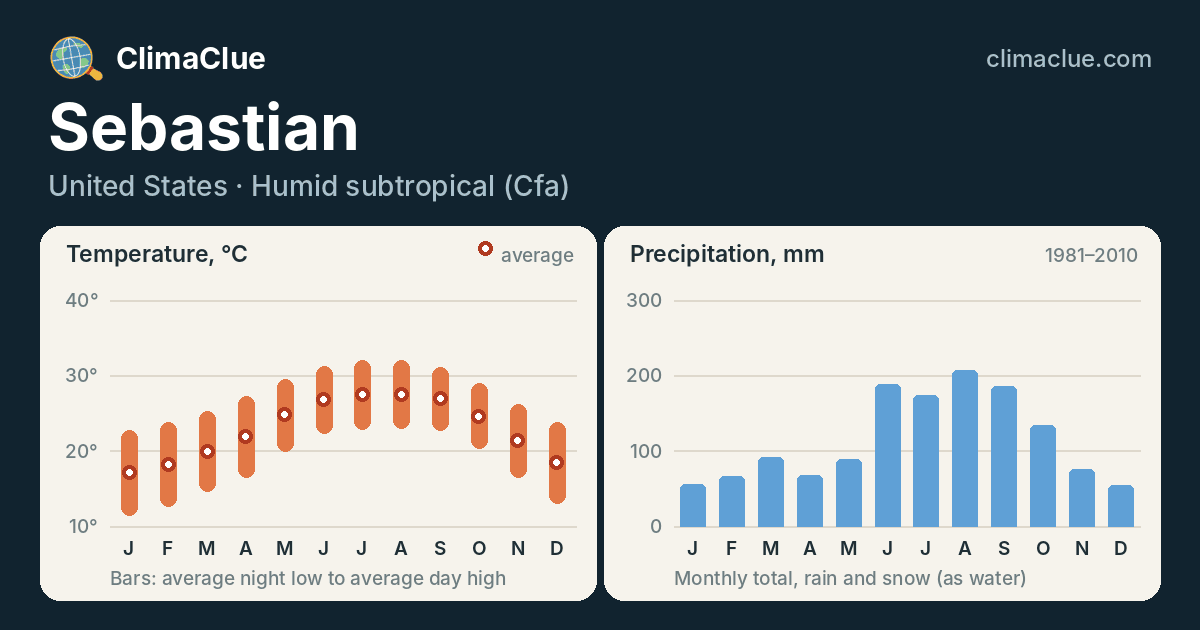 ClimaClue
climaclue.com
Sebastian
United States · Humid subtropical (Cfa)
Temperature, °C
average
40°
30°
20°
10°
J F M A M J J A S O N D
Bars: average night low to average day high
Precipitation, mm
1981–2010
300
200
100
0
J F M A M J J A S O N D
Monthly total, rain and snow (as water)